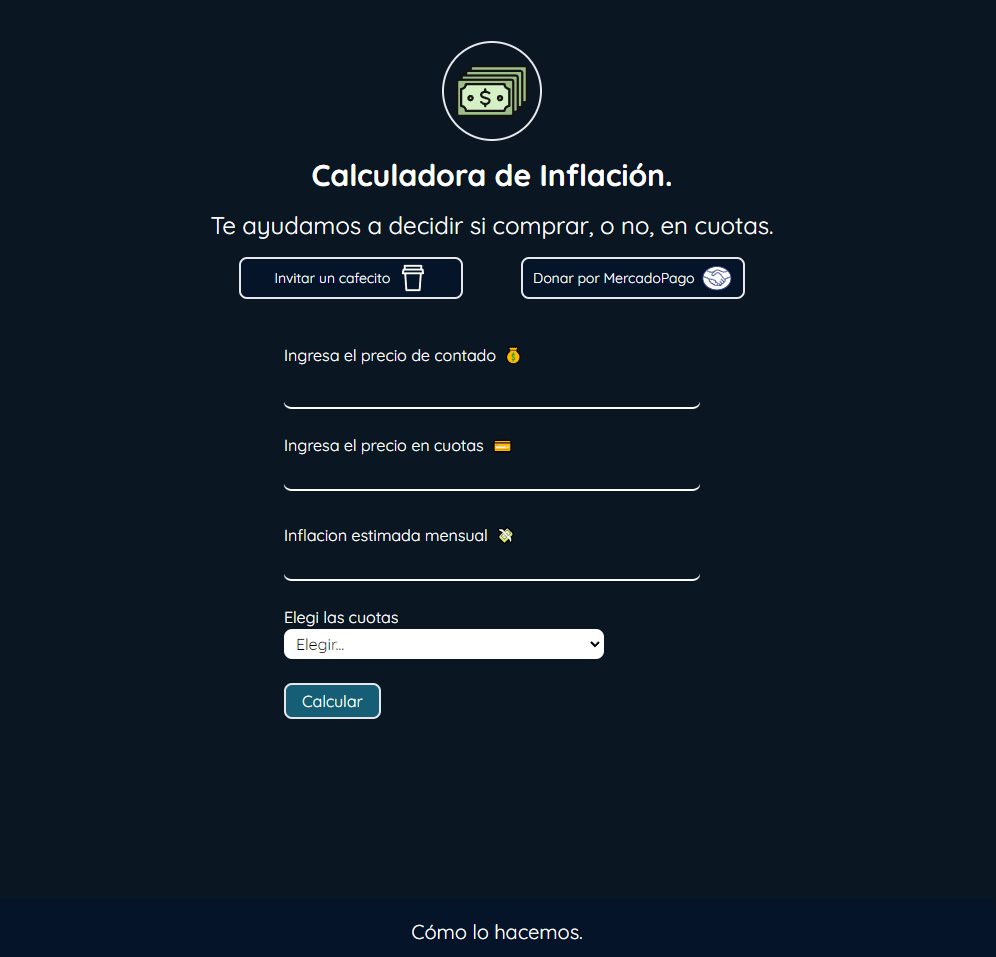 Calculadora de Inflación.
Te ayudamos a decidir si comprar, o no, en cuotas.
Invitar un cafecito
Donar por MercadoPago
Ingresa el precio de contado
Ingresa el precio en cuotas
Inflacion estimada mensual
Elegi las cuotas
Elegir...
Calcular
Cómo lo hacemos.